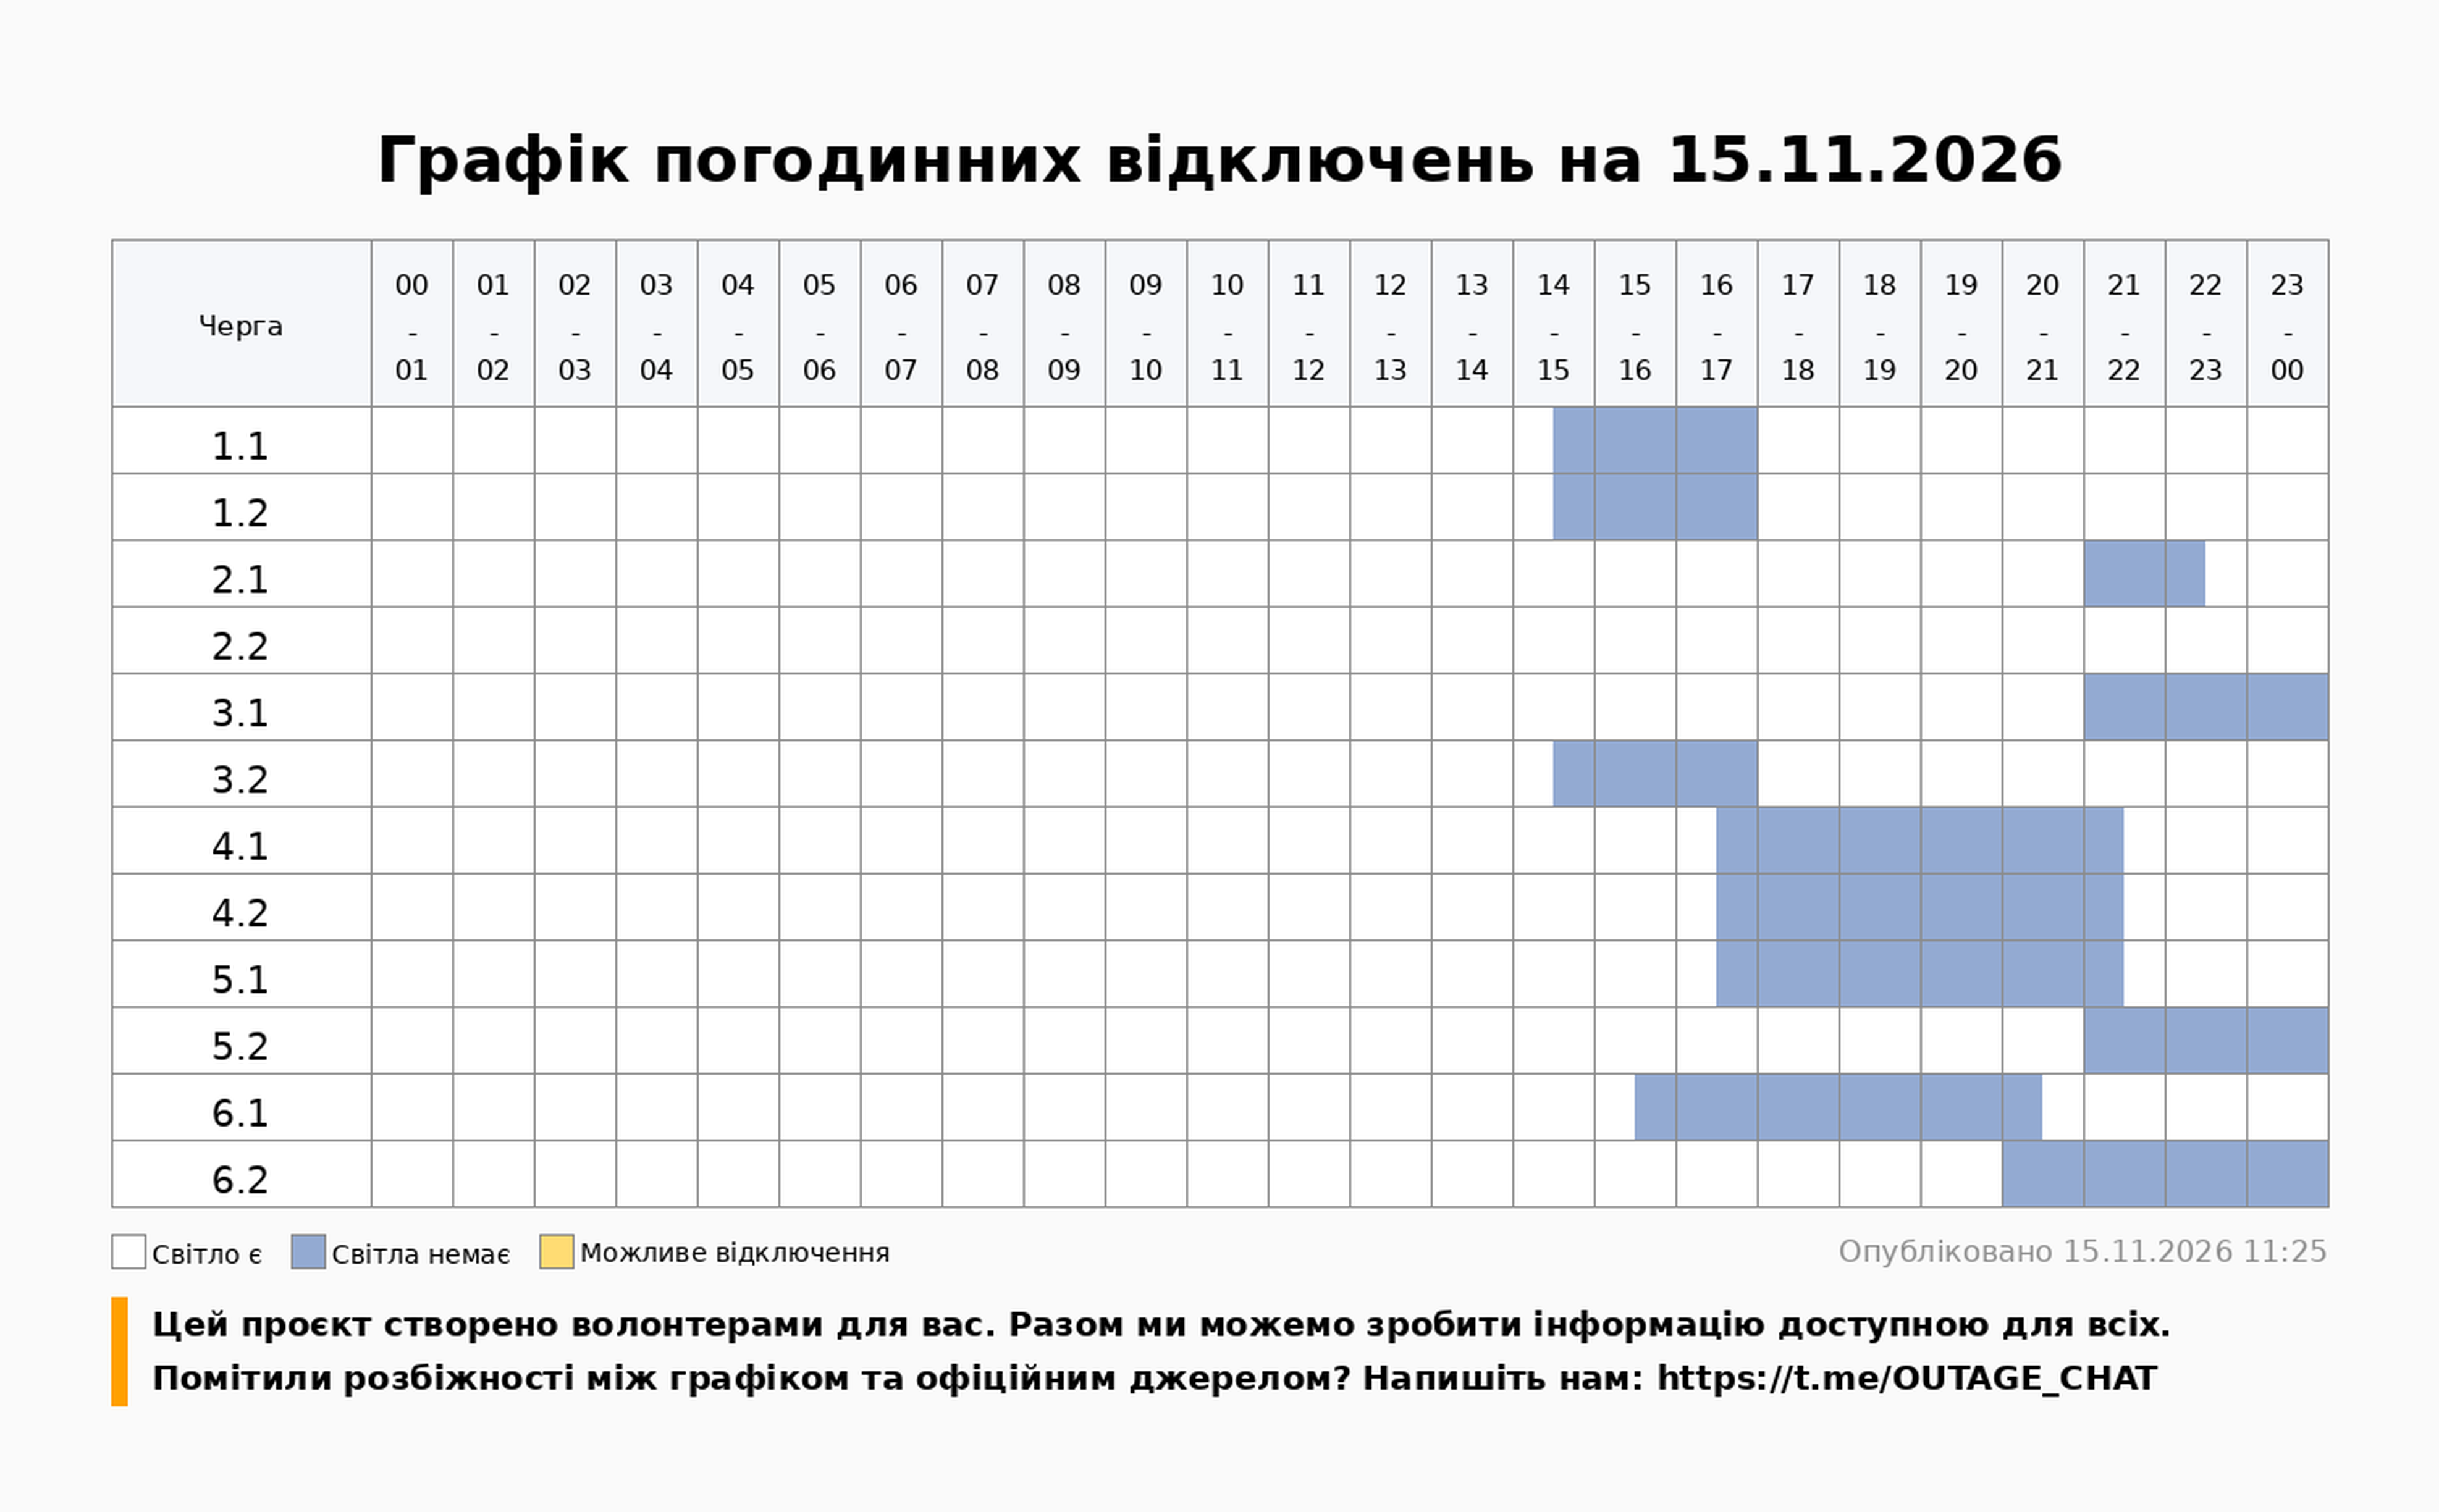 Графік погодинних відключень на 15.11.2026
Черга 00 - 01 01 - 02 02 - 03 03 - 04 04 - 05 05 - 06 06 - 07 07 - 08 08 - 09 09 - 10 10 - 11 11 - 12 12 - 13 13 - 14 14 - 15 15 - 16 16 - 17 17 - 18 18 - 19 19 - 20 20 - 21 21 - 22 22 - 23 23 - 00
1.1
1.2
2.1
2.2
3.1
3.2
4.1
4.2
5.1
5.2
6.1
6.2
Світло є Світла немає Можливе відключення Опубліковано 15.11.2026 11:25
Цей проєкт створено волонтерами для вас. Разом ми можемо зробити інформацію доступною для всіх.
Помітили розбіжності між графіком та офіційним джерелом? Напишіть нам: https://t.me/OUTAGE_CHAT